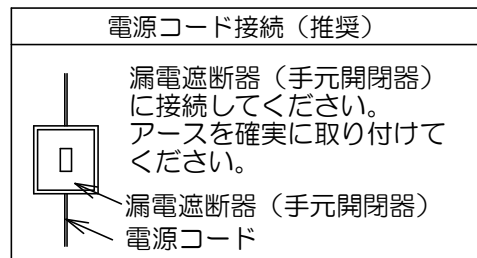 電源コード接続（推奨）
漏電遮断器（手元開閉器）
に接続してください。
アースを確実に取り付けて
ください。
漏電遮断器（手元開閉器）
電源コード